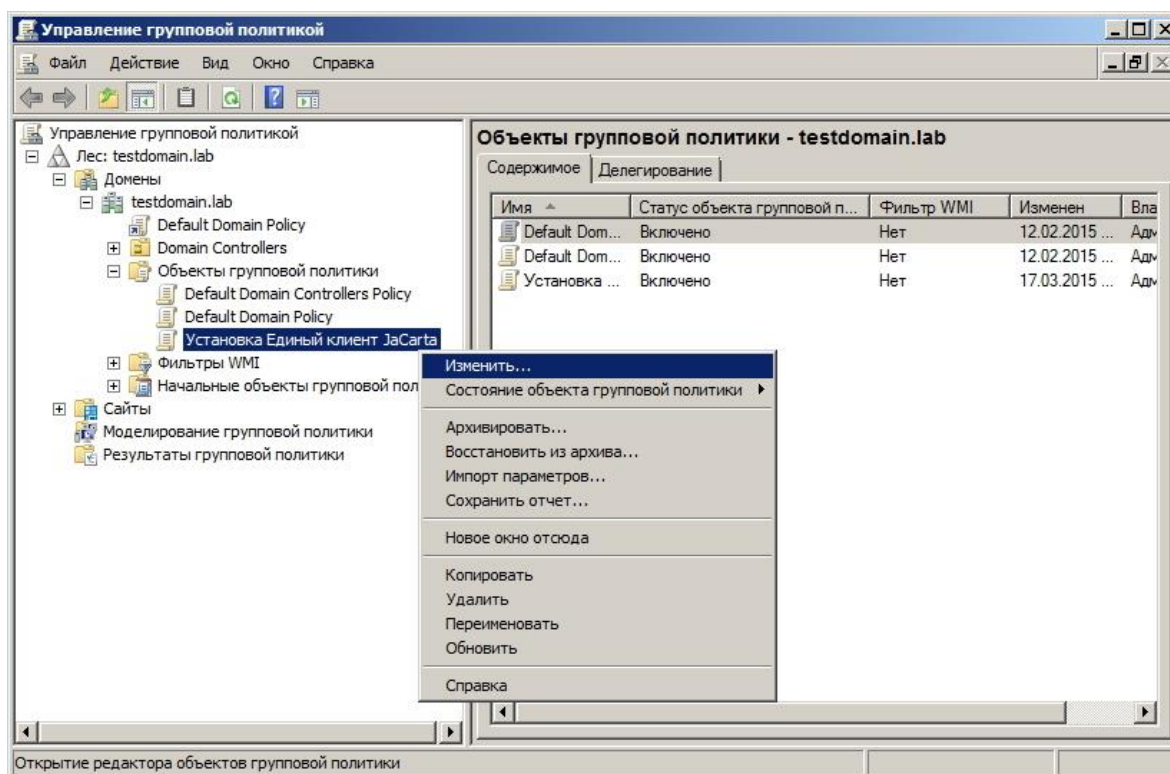 Управление групповой политикой
Файл Действие Вид Окно Справка
Управление групповой политикой
Лес: testdomain.lab
Домены
testdomain.lab
Default Domain Policy
Domain Controllers
Объекты групповой политики
Default Domain Controllers Policy
Default Domain Policy
Установка Единый клиент JaCarta
Фильтры WMI
Начальные объекты групповой пол
Сайты
Моделирование групповой политики
Результаты групповой политики
Объекты групповой политики - testdomain.lab
Содержимое Делегирование
Имя Статус объекта групповой п... Фильтр WMI Изменен Вла
Default Dom... Включено Нет 12.02.2015 ... Адм
Default Dom... Включено Нет 12.02.2015 ... Адм
Установка ... Включено Нет 17.03.2015 ... Адм
Изменить...
Состояние объекта групповой политики
Архивировать...
Восстановить из архива...
Импорт параметров...
Сохранить отчет...
Новое окно отсюда
Копировать
Удалить
Переименовать
Обновить
Справка
Открытие редактора объектов групповой политики